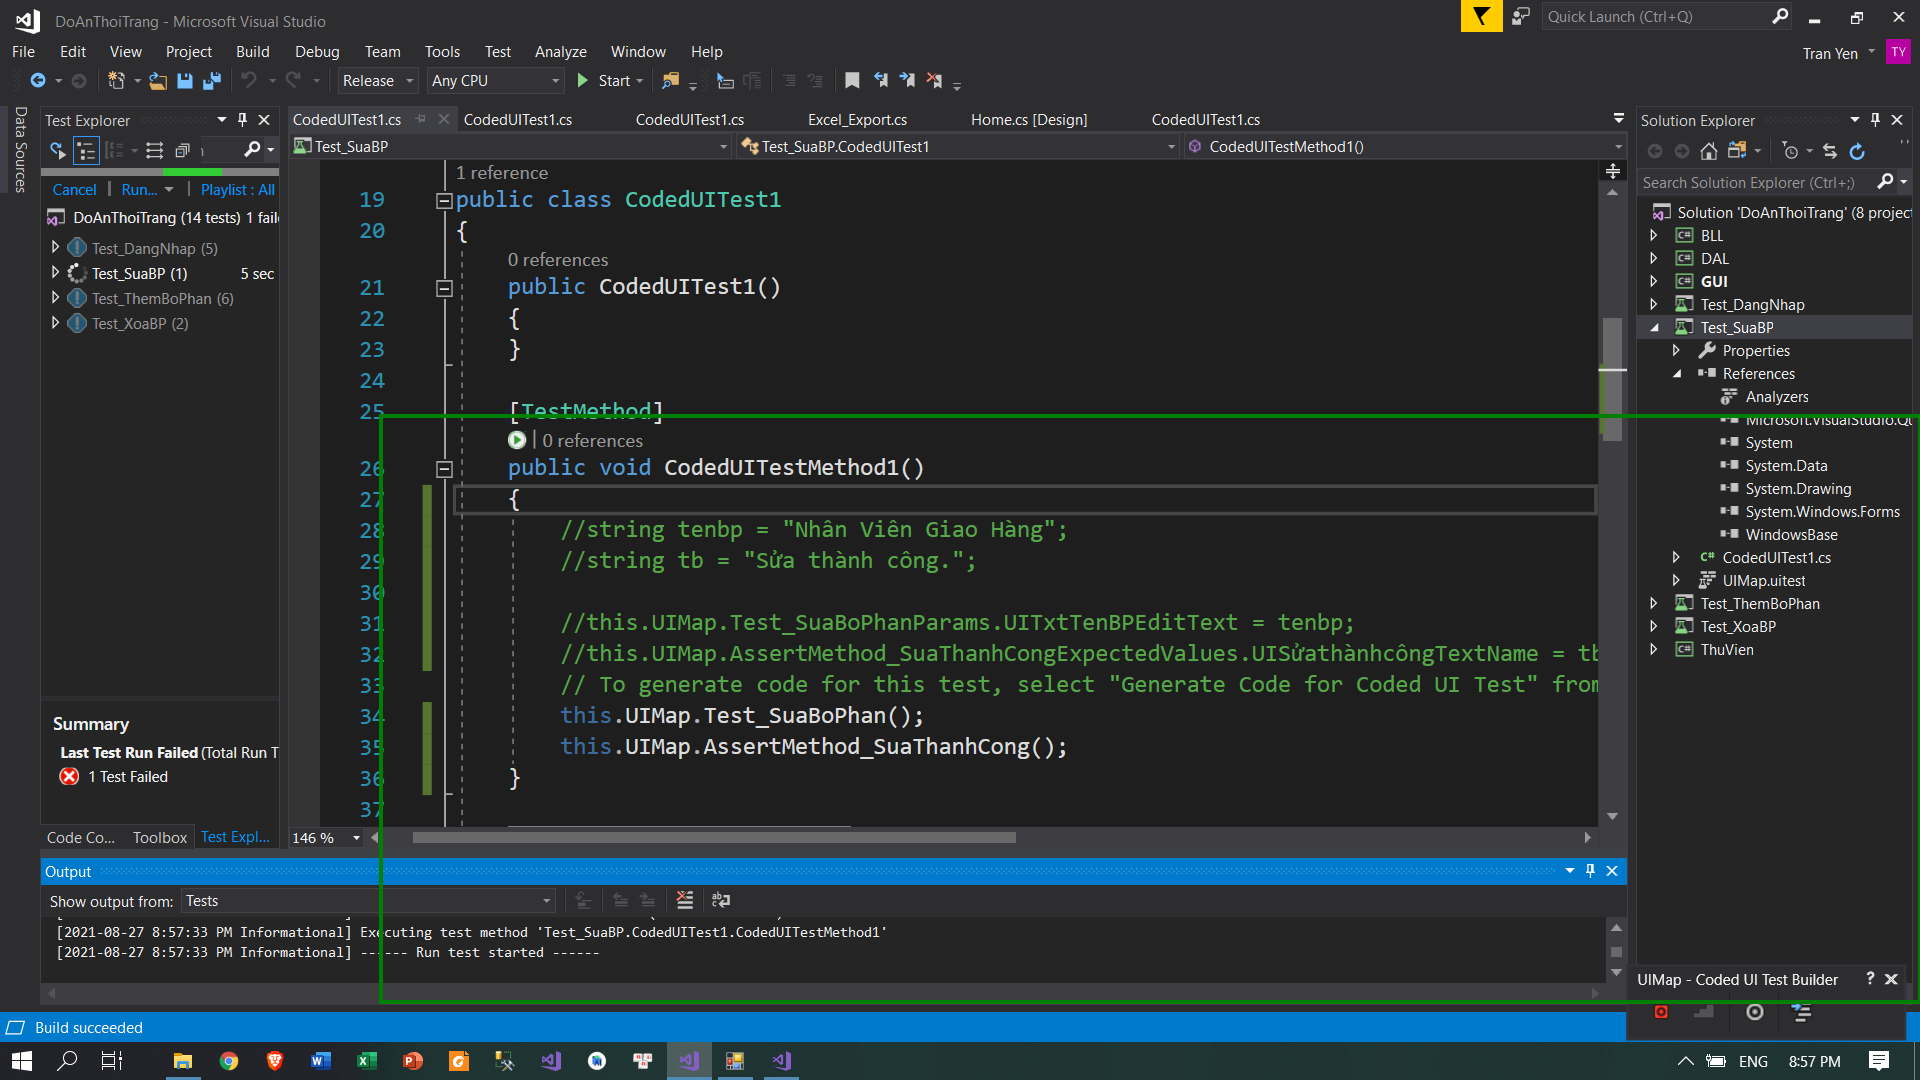 DoAnThoiTrang - Microsoft Visual Studio
Quick Launch (Ctrl+Q)
File Edit View Project Build Debug Team Tools Test Analyze Window Help
Tran Yen
TY
Release Any CPU Start
Data Sources
Test Explorer
Cancel Run... Playlist : All
DoAnThoiTrang (14 tests) 1 fail
Test_DangNhap (5)
Test_SuaBP (1) 5 sec
Test_ThemBoPhan (6)
Test_XoaBP (2)
Summary
Last Test Run Failed (Total Run T
1 Test Failed
Code Co... Toolbox Test Expl...
CodedUITest1.cs CodedUITest1.cs CodedUITest1.cs Excel_Export.cs Home.cs [Design] CodedUITest1.cs
Test_SuaBP Test_SuaBP.CodedUITest1 CodedUITestMethod1()
1 reference
19 public class CodedUITest1
20 {
0 references
21 public CodedUITest1()
22 {
23 }
24
25 [TestMethod]
0 references
26 public void CodedUITestMethod1()
27 {
28 //string tenbp = "Nhân Viên Giao Hàng";
29 //string tb = "Sửa thành công.";
30
31 //this.UIMap.Test_SuaBoPhanParams.UITxtTenBPEditText = tenbp;
32 //this.UIMap.AssertMethod_SuaThanhCongExpectedValues.UISửathànhcôngTextName = tb
33 // To generate code for this test, select "Generate Code for Coded UI Test" from
34 this.UIMap.Test_SuaBoPhan();
35 this.UIMap.AssertMethod_SuaThanhCong();
36 }
37
146 %
Output
Show output from: Tests
[2021-08-27 8:57:33 PM Informational] Executing test method 'Test_SuaBP.CodedUITest1.CodedUITestMethod1'
[2021-08-27 8:57:33 PM Informational] ------ Run test started ------
Solution Explorer
Search Solution Explorer (Ctrl+;)
Solution 'DoAnThoiTrang' (8 project
BLL
DAL
GUI
Test_DangNhap
Test_SuaBP
Properties
References
Analyzers
Microsoft.VisualStudio.Qu
System
System.Data
System.Drawing
System.Windows.Forms
WindowsBase
CodedUITest1.cs
UIMap.uitest
Test_ThemBoPhan
Test_XoaBP
ThuVien
UIMap - Coded UI Test Builder
Build succeeded
ENG 8:57 PM